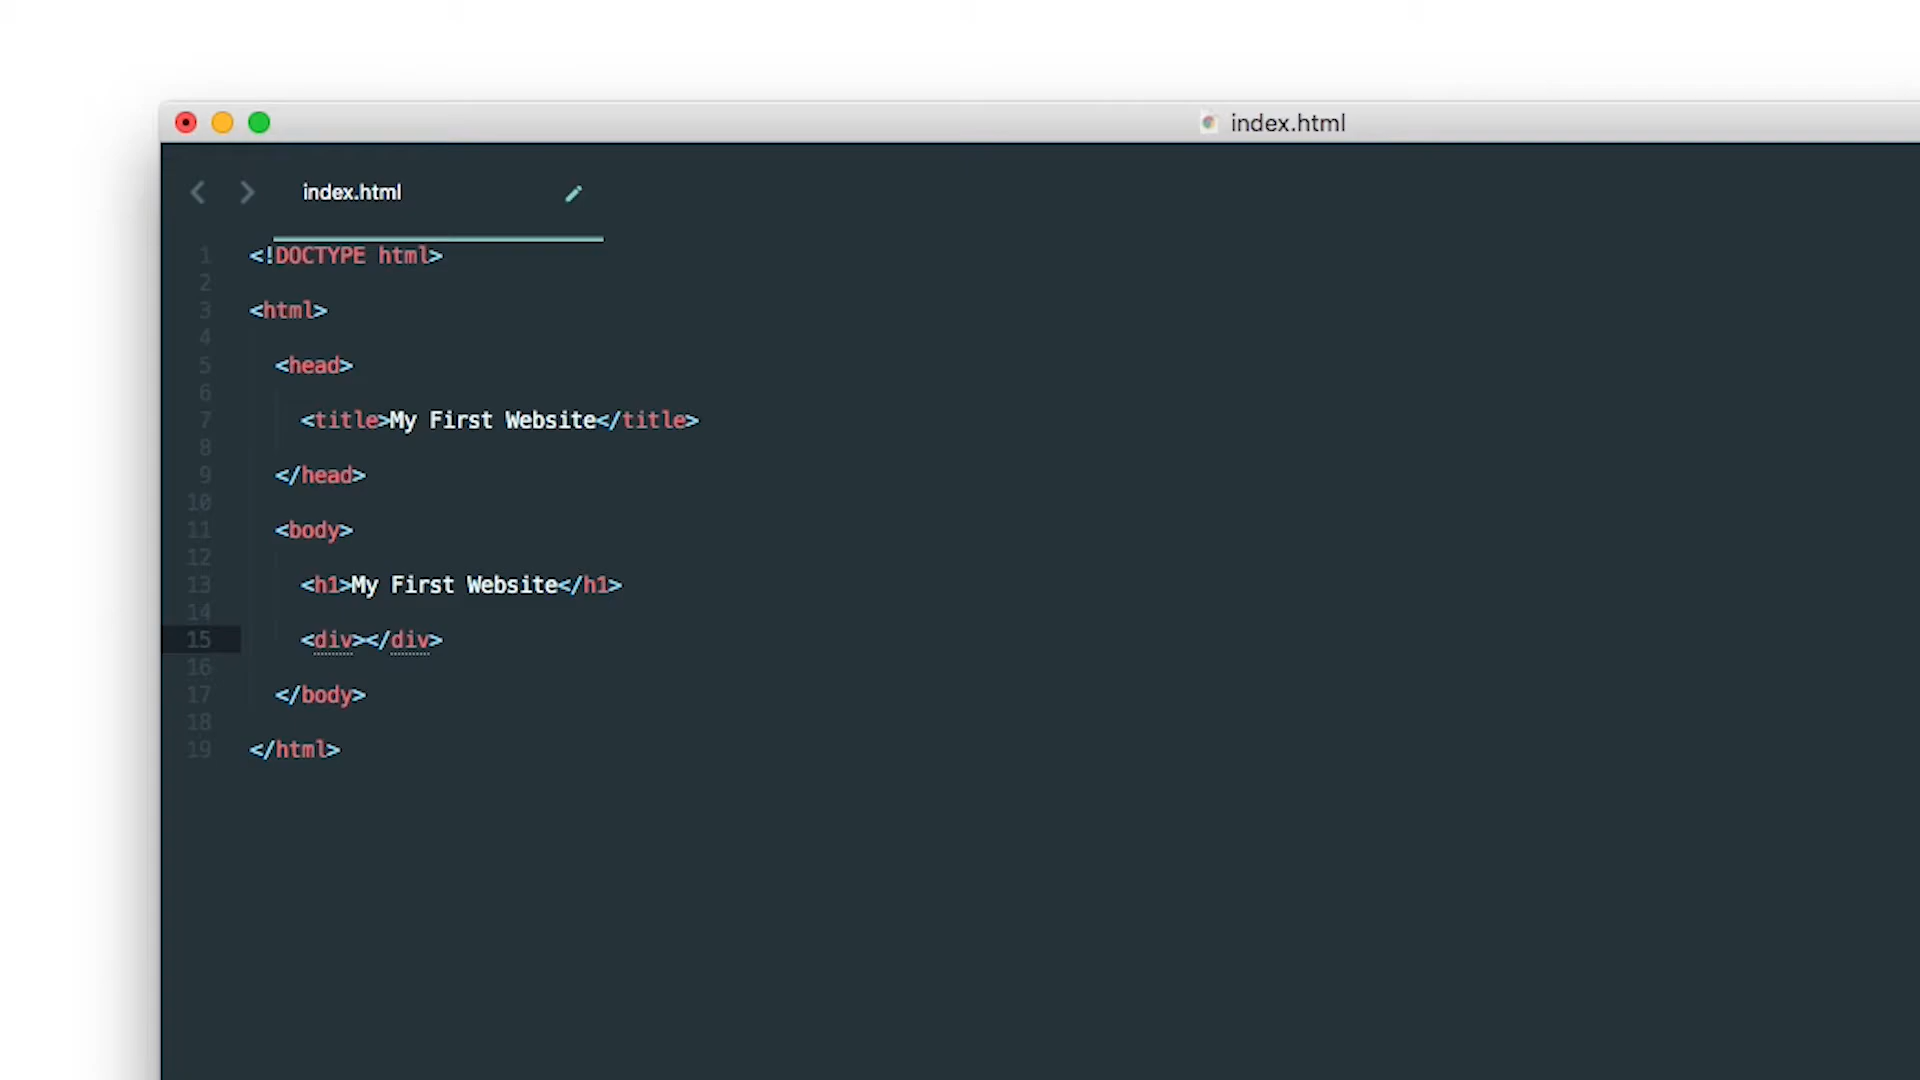 index.html
index.html
1 <!DOCTYPE html>
2
3 <html>
4
5   <head>
6
7     <title>My First Website</title>
8
9   </head>
10
11   <body>
12
13     <h1>My First Website</h1>
14
15     <div></div>
16
17   </body>
18
19 </html>